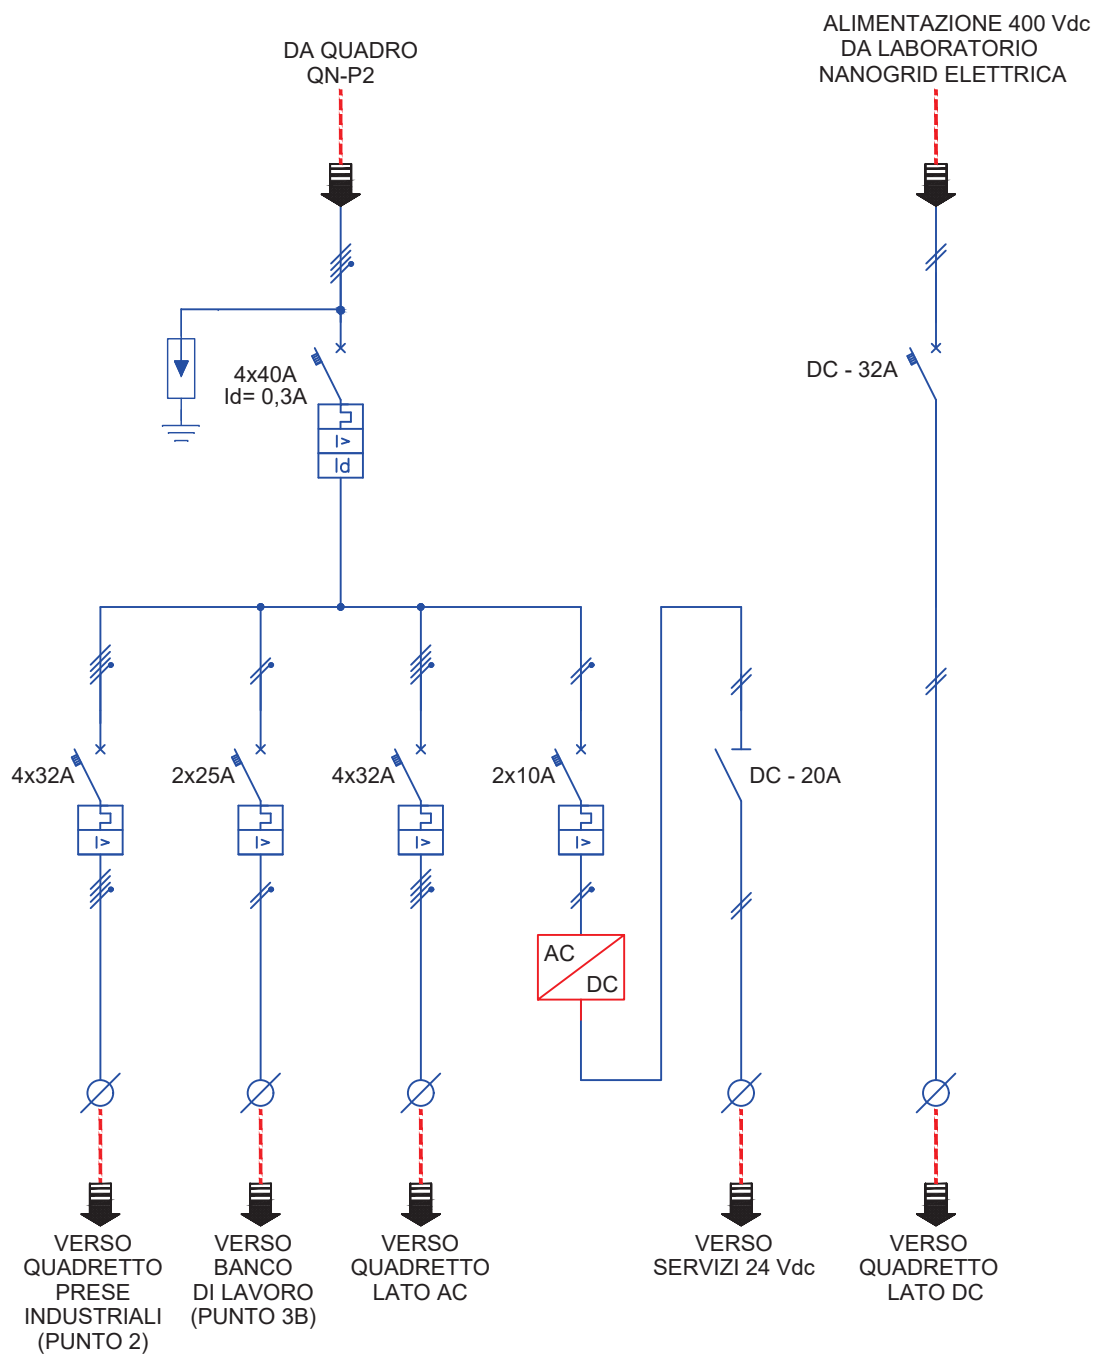 DA QUADRO
QN-P2
ALIMENTAZIONE 400 Vdc
DA LABORATORIO
NANOGRID ELETTRICA
4x40A
Id= 0,3A
I>
Id
DC - 32A
4x32A
I>
2x25A
I>
4x32A
I>
2x10A
I>
DC - 20A
AC
DC
VERSO
QUADRETTO
PRESE
INDUSTRIALI
(PUNTO 2)
VERSO
BANCO
DI LAVORO
(PUNTO 3B)
VERSO
QUADRETTO
LATO AC
VERSO
SERVIZI 24 Vdc
VERSO
QUADRETTO
LATO DC